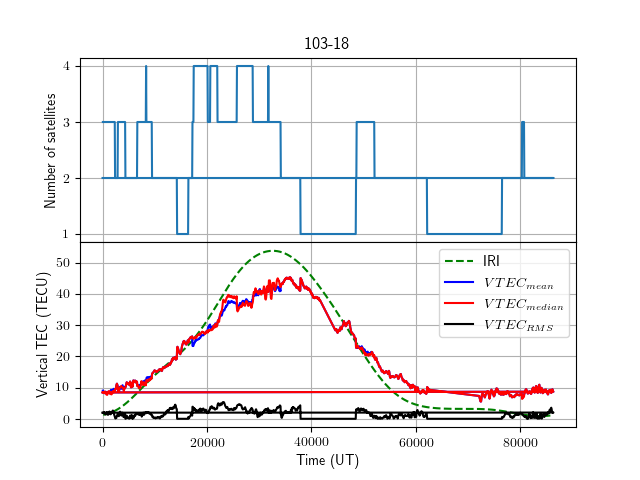 103-18
Number of satellites
4
3
2
1
Vertical TEC (TECU)
50
40
30
20
10
0
IRI
VTEC_mean
VTEC_median
VTEC_RMS
0 20000 40000 60000 80000
Time (UT)